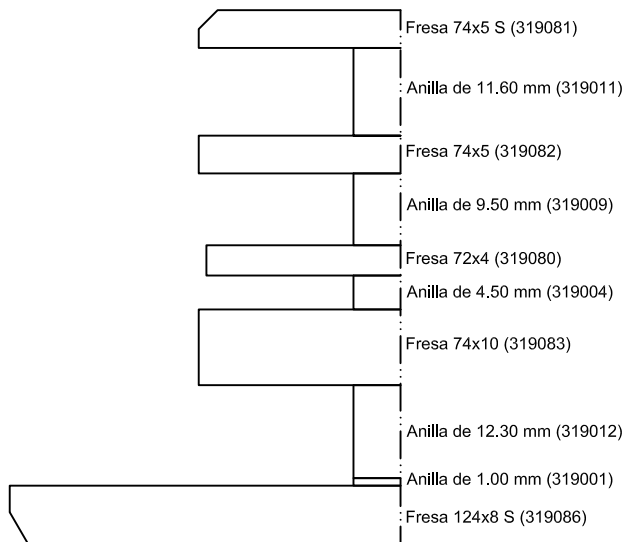 Fresa 74x5 S (319081)
Anilla de 11.60 mm (319011)
Fresa 74x5 (319082)
Anilla de 9.50 mm (319009)
Fresa 72x4 (319080)
Anilla de 4.50 mm (319004)
Fresa 74x10 (319083)
Anilla de 12.30 mm (319012)
Anilla de 1.00 mm (319001)
Fresa 124x8 S (319086)